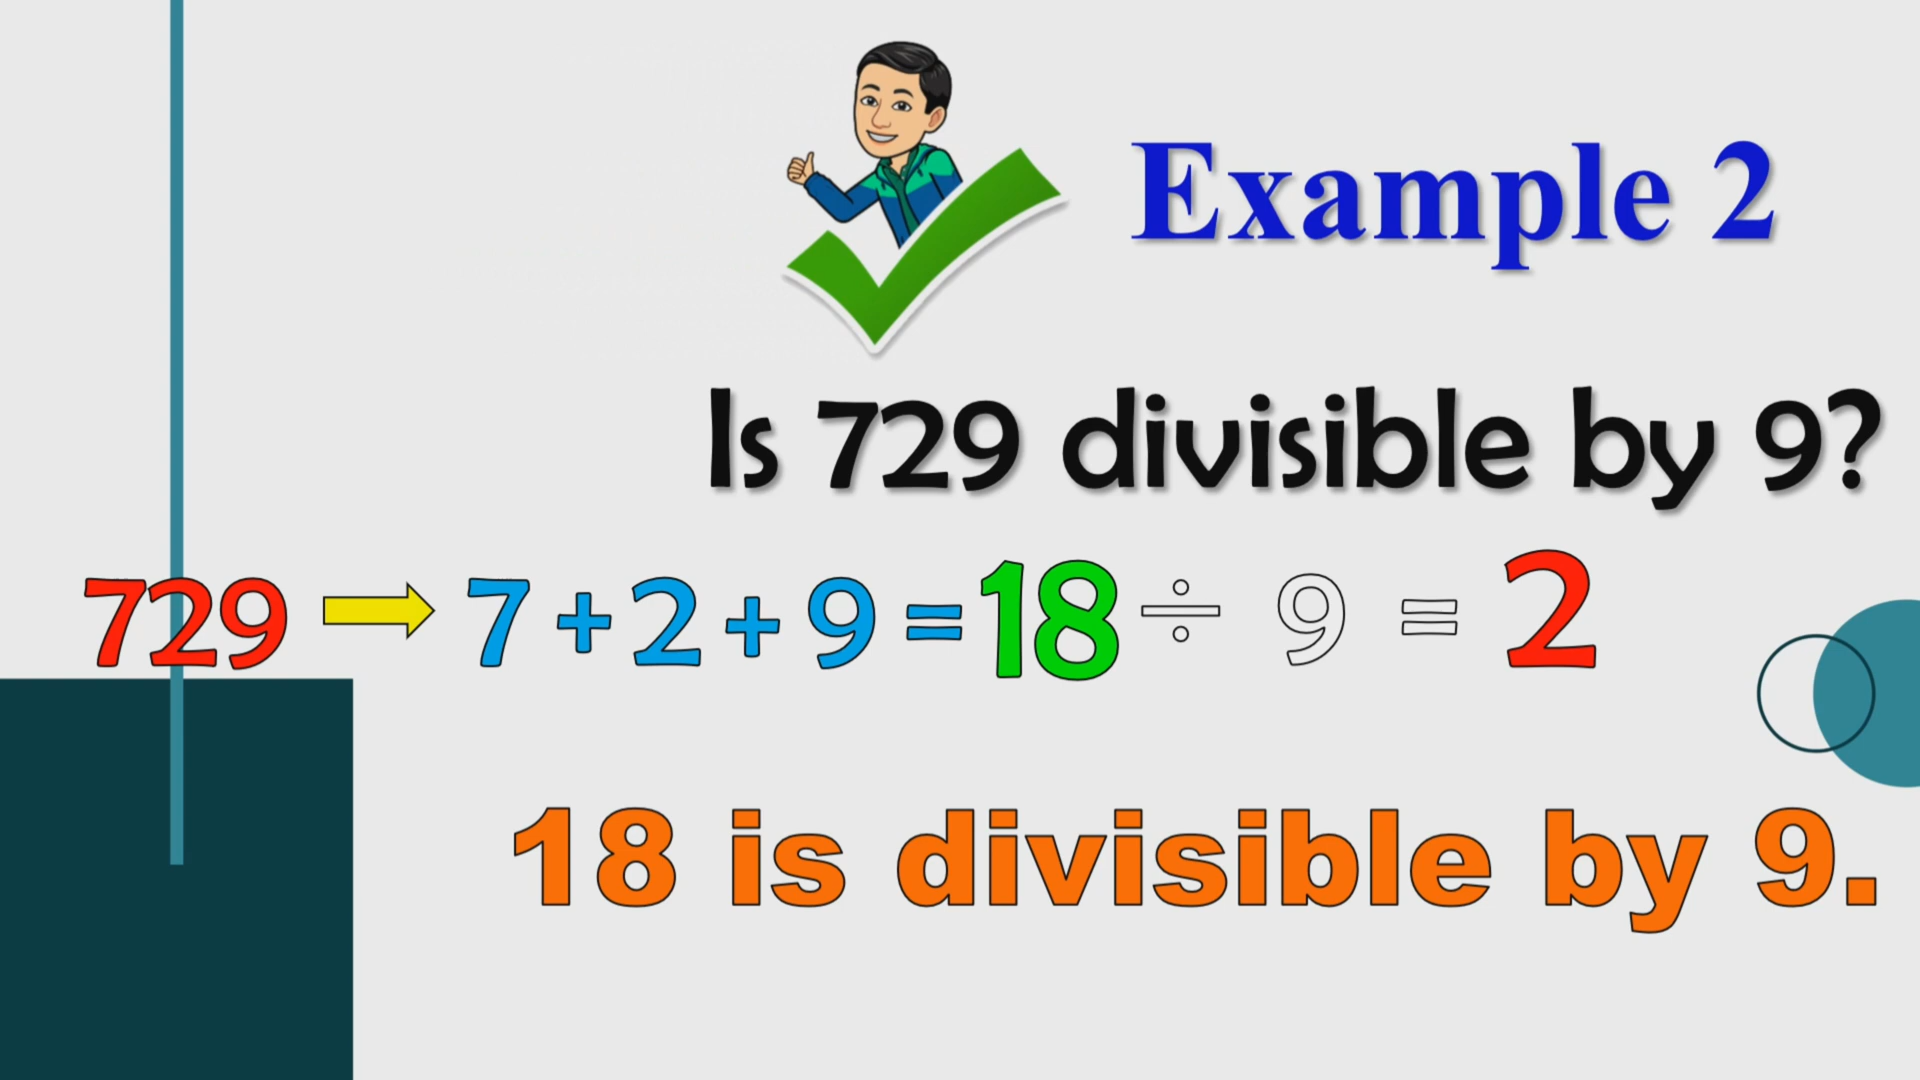 Example 2
Is 729 divisible by 9?
729 7 + 2 + 9 = 18 ÷ 9 = 2
18 is divisible by 9.